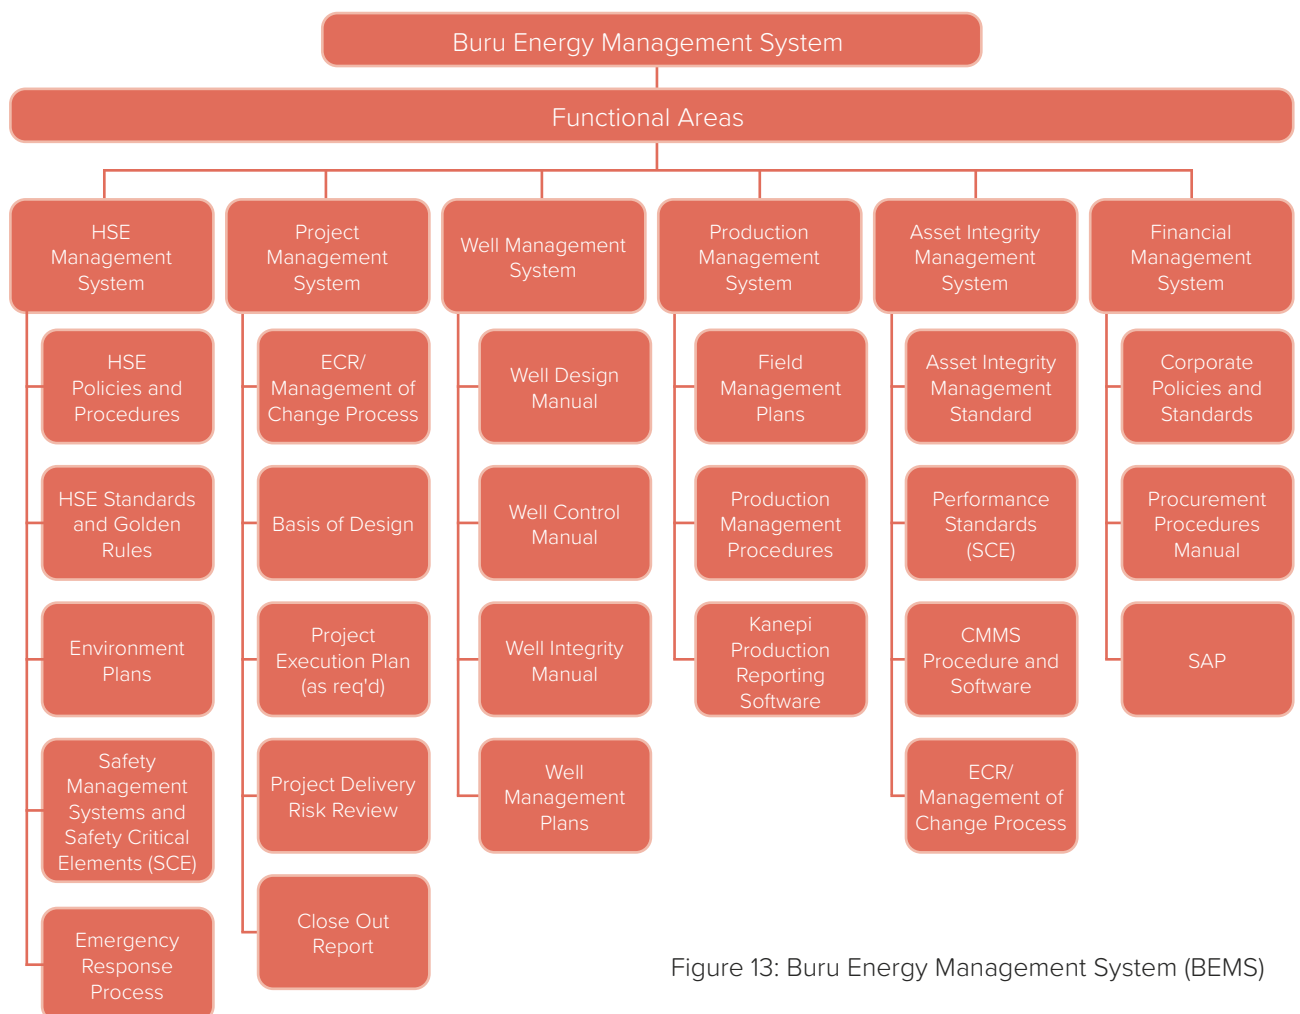 Buru Energy Management System
Functional Areas
HSE
Management
System
Project
Management
System
Well Management
System
Production
Management
System
Asset Integrity
Management
System
Financial
Management
System
HSE
Policies and
Procedures
HSE Standards
and Golden
Rules
Environment
Plans
Safety
Management
Systems and
Safety Critical
Elements (SCE)
Emergency
Response
Process
ECR/
Management of
Change Process
Basis of Design
Project
Execution Plan
(as req'd)
Project Delivery
Risk Review
Close Out
Report
Well Design
Manual
Well Control
Manual
Well Integrity
Manual
Well
Management
Plans
Field
Management
Plans
Production
Management
Procedures
Kanepi
Production
Reporting
Software
Asset Integrity
Management
Standard
Performance
Standards
(SCE)
CMMS
Procedure and
Software
ECR/
Management of
Change Process
Corporate
Policies and
Standards
Procurement
Procedures
Manual
SAP
Figure 13: Buru Energy Management System (BEMS)